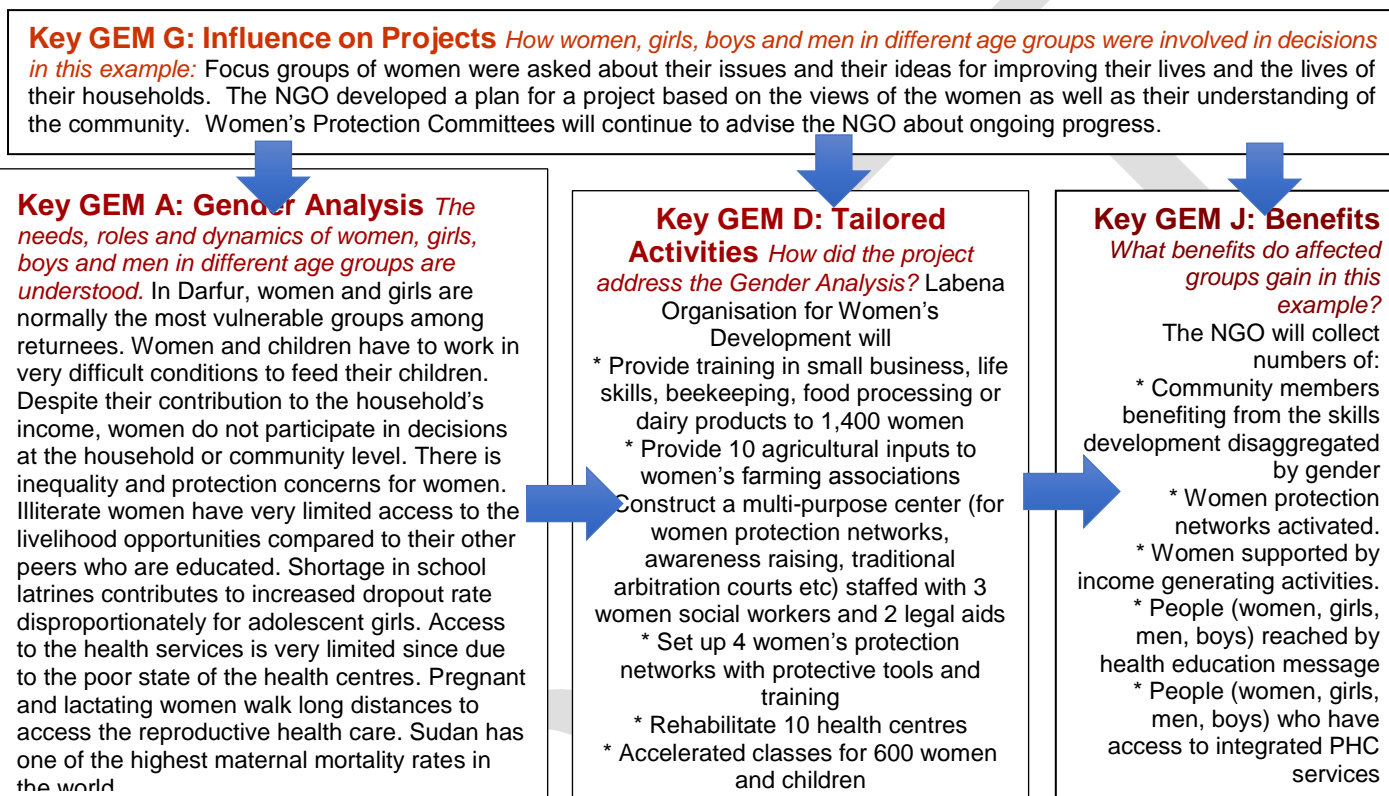 Key GEM G: Influence on Projects How women, girls, boys and men in different age groups were involved in decisions
in this example: Focus groups of women were asked about their issues and their ideas for improving their lives and the lives of
their households. The NGO developed a plan for a project based on the views of the women as well as their understanding of
the community. Women's Protection Committees will continue to advise the NGO about ongoing progress.
Key GEM A: Gender Analysis The
needs, roles and dynamics of women, girls,
boys and men in different age groups are
understood. In Darfur, women and girls are
normally the most vulnerable groups among
returnees. Women and children have to work in
very difficult conditions to feed their children.
Despite their contribution to the household's
income, women do not participate in decisions
at the household or community level. There is
inequality and protection concerns for women.
Illiterate women have very limited access to the
livelihood opportunities compared to their other
peers who are educated. Shortage in school
latrines contributes to increased dropout rate
disproportionately for adolescent girls. Access
to the health services is very limited since due
to the poor state of the health centres. Pregnant
and lactating women walk long distances to
access the reproductive health care. Sudan has
one of the highest maternal mortality rates in
the world
Key GEM D: Tailored
Activities How did the project
address the Gender Analysis? Labena
Organisation for Women's
Development will
* Provide training in small business, life
skills, beekeeping, food processing or
dairy products to 1,400 women
* Provide 10 agricultural inputs to
women's farming associations
Construct a multi-purpose center (for
women protection networks,
awareness raising, traditional
arbitration courts etc) staffed with 3
women social workers and 2 legal aids
* Set up 4 women's protection
networks with protective tools and
training
* Rehabilitate 10 health centres
* Accelerated classes for 600 women
and children
Key GEM J: Benefits
What benefits do affected
groups gain in this
example?
The NGO will collect
numbers of:
* Community members
benefiting from the skills
development disaggregated
by gender
* Women protection
networks activated.
* Women supported by
income generating activities.
* People (women, girls,
men, boys) reached by
health education message
* People (women, girls,
men, boys) who have
access to integrated PHC
services